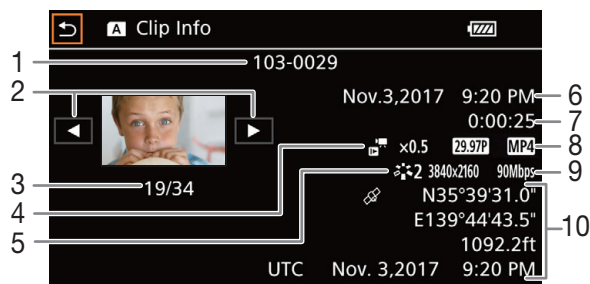 A Clip Info
1 103-0029
2 Nov.3,2017 9:20 PM 6
0:00:25 7
4 ×0.5 29.97P MP4 8
3 19/34 2 3840x2160 90Mbps 9
5 N35°39'31.0"
E139°44'43.5" 10
1092.2ft
UTC Nov. 3,2017 9:20 PM